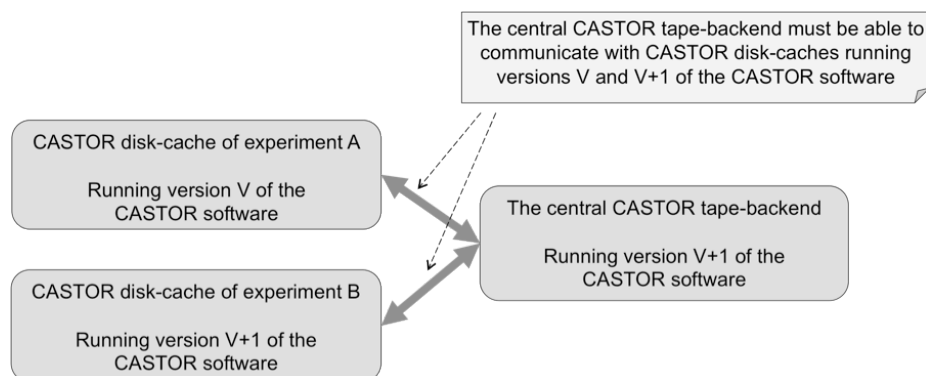 The central CASTOR tape-backend must be able to
communicate with CASTOR disk-caches running
versions V and V+1 of the CASTOR software
CASTOR disk-cache of experiment A
Running version V of the
CASTOR software
The central CASTOR tape-backend
Running version V+1 of the
CASTOR software
CASTOR disk-cache of experiment B
Running version V+1 of the
CASTOR software